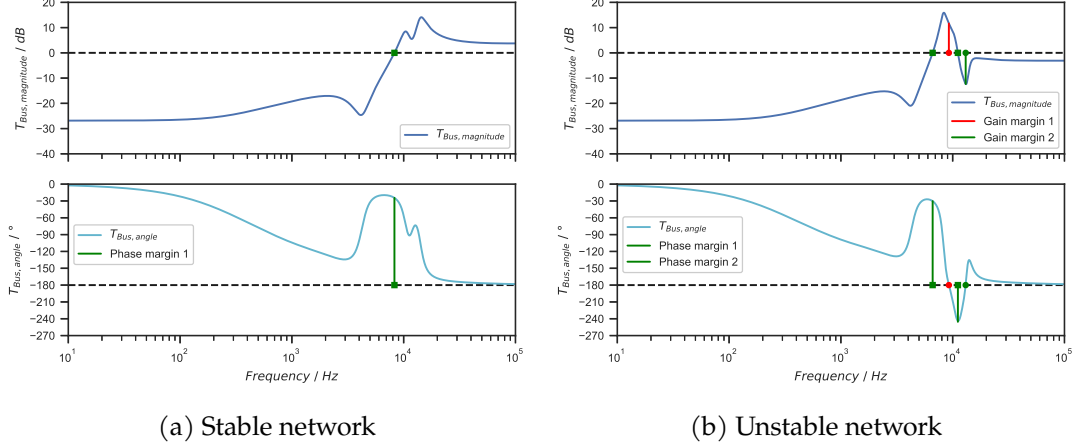 20
10
0
−10
−20
−30
−40
T_Bus, magnitude / dB
T_Bus, magnitude
0
−30
−60
−90
−120
−150
−180
−210
−240
−270
T_Bus, angle / °
T_Bus, angle
Phase margin 1
10^1
10^2
10^3
10^4
10^5
Frequency / Hz
(a) Stable network
20
10
0
−10
−20
−30
−40
T_Bus, magnitude / dB
T_Bus, magnitude
Gain margin 1
Gain margin 2
0
−30
−60
−90
−120
−150
−180
−210
−240
−270
T_Bus, angle / °
T_Bus, angle
Phase margin 1
Phase margin 2
10^1
10^2
10^3
10^4
10^5
Frequency / Hz
(b) Unstable network